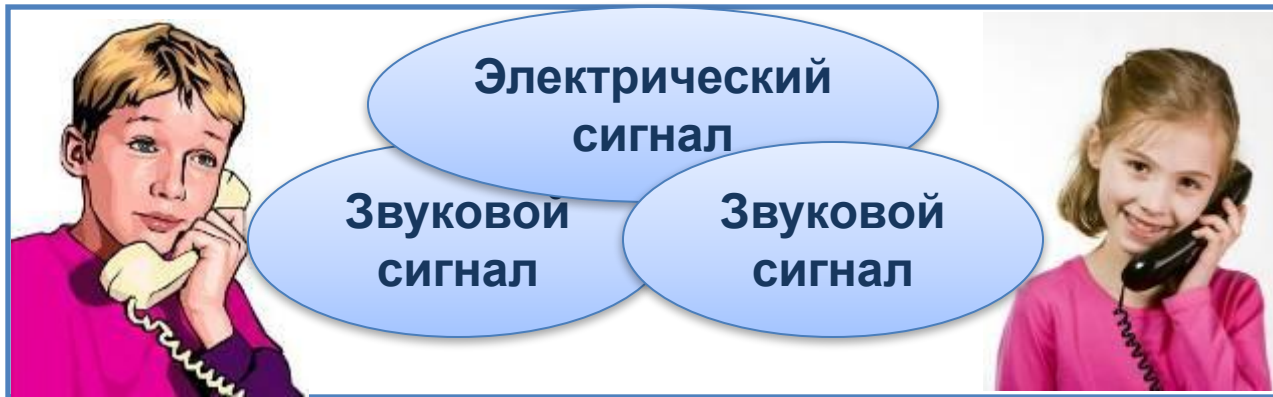 Электрический
сигнал
Звуковой
сигнал
Звуковой
сигнал